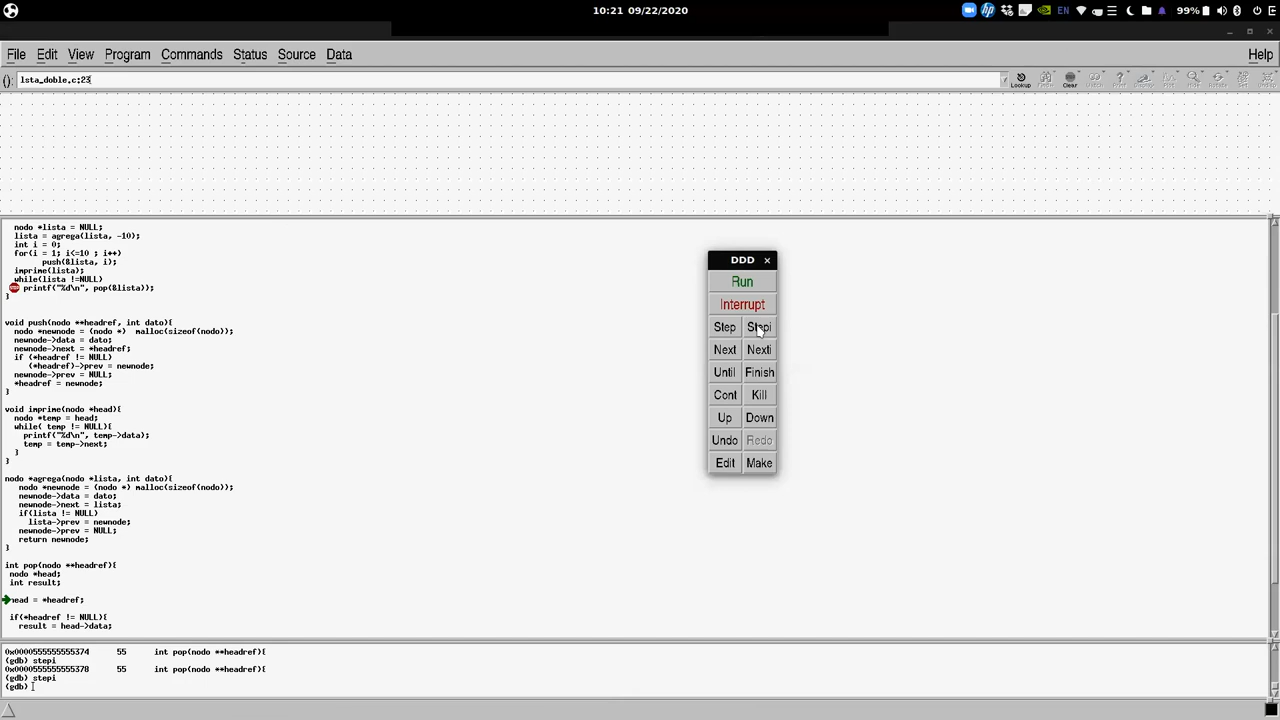 10:21 09/22/2020
EN
99%
File Edit View Program Commands Status Source Data Help
(): lsta_doble.c:23
Lookup Clear
nodo *lista = NULL;
lista = agrega(lista, -10);
int i = 0;
for(i = 1; i<=10 ; i++)
push(&lista, i);
imprime(lista);
while(lista !=NULL)
printf("%d\n", pop(&lista));
}
void push(nodo **headref, int dato){
nodo *newnode = (nodo *)  malloc(sizeof(nodo));
newnode->data = dato;
newnode->next = *headref;
if (*headref != NULL)
(*headref)->prev = newnode;
newnode->prev = NULL;
*headref = newnode;
}
void imprime(nodo *head){
nodo *temp = head;
while( temp != NULL){
printf("%d\n", temp->data);
temp = temp->next;
}
}
nodo *agrega(nodo *lista, int dato){
nodo *newnode = (nodo *) malloc(sizeof(nodo));
newnode->data = dato;
newnode->next = lista;
if(lista != NULL)
lista->prev = newnode;
newnode->prev = NULL;
return newnode;
}
int pop(nodo **headref){
nodo *head;
int result;
head = *headref;
if(*headref != NULL){
result = head->data;
DDD
Run
Interrupt
Step Stepi
Next Nexti
Until Finish
Cont Kill
Up Down
Undo Redo
Edit Make
0x0000555555555374 55 int pop(nodo **headref){
(gdb) stepi
0x0000555555555378 55 int pop(nodo **headref){
(gdb) stepi
(gdb)